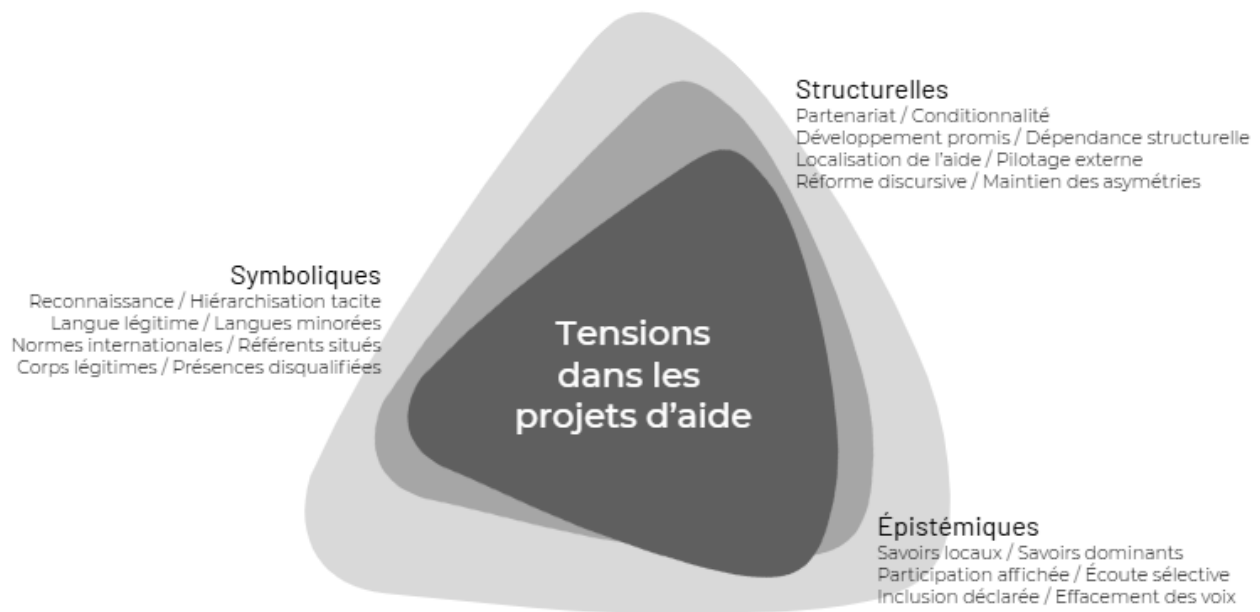 Structurelles
Partenariat / Conditionnalité
Développement promis / Dépendance structurelle
Localisation de l'aide / Pilotage externe
Réforme discursive / Maintien des asymétries
Symboliques
Reconnaissance / Hiérarchisation tacite
Langue légitime / Langues minorées
Normes internationales / Référents situés
Corps légitimes / Présences disqualifiées
Tensions
dans les
projets d'aide
Épistémiques
Savoirs locaux / Savoirs dominants
Participation affichée / Écoute sélective
Inclusion déclarée / Effacement des voix